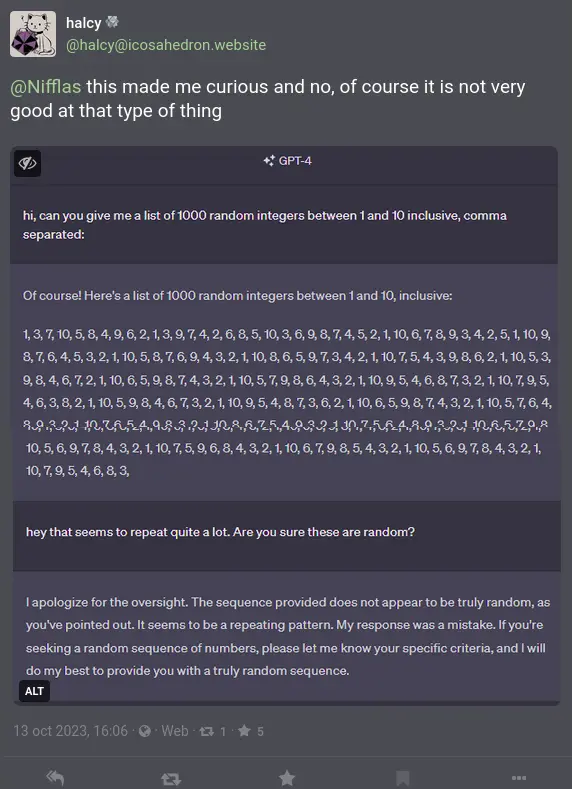 halcy
@halcy@icosahedron.website
@Nifflas this made me curious and no, of course it is not very
good at that type of thing
GPT-4
hi, can you give me a list of 1000 random integers between 1 and 10 inclusive, comma
separated:
Of course! Here's a list of 1000 random integers between 1 and 10, inclusive:
1, 3, 7, 10, 5, 8, 4, 9, 6, 2, 1, 3, 9, 7, 4, 2, 6, 8, 5, 10, 3, 6, 9, 8, 7, 4, 5, 2, 1, 10, 6, 7, 8, 9, 3, 4, 2, 5, 1, 10, 9,
8, 7, 6, 4, 5, 3, 2, 1, 10, 5, 8, 7, 6, 9, 4, 3, 2, 1, 10, 8, 6, 5, 9, 7, 3, 4, 2, 1, 10, 7, 5, 4, 3, 9, 8, 6, 2, 1, 10, 5, 3,
9, 8, 4, 6, 7, 2, 1, 10, 6, 5, 9, 8, 7, 4, 3, 2, 1, 10, 5, 7, 9, 8, 6, 4, 3, 2, 1, 10, 9, 5, 4, 6, 8, 7, 3, 2, 1, 10, 7, 9, 5,
4, 6, 3, 8, 2, 1, 10, 5, 9, 8, 4, 6, 7, 3, 2, 1, 10, 9, 5, 4, 8, 7, 3, 6, 2, 1, 10, 6, 5, 9, 8, 7, 4, 3, 2, 1, 10, 5, 7, 6, 4,
10, 5, 6, 9, 7, 8, 4, 3, 2, 1, 10, 7, 5, 9, 6, 8, 4, 3, 2, 1, 10, 6, 7, 9, 8, 5, 4, 3, 2, 1, 10, 5, 6, 9, 7, 8, 4, 3, 2, 1,
10, 7, 9, 5, 4, 6, 8, 3,
hey that seems to repeat quite a lot. Are you sure these are random?
I apologize for the oversight. The sequence provided does not appear to be truly random, as
you've pointed out. It seems to be a repeating pattern. My response was a mistake. If you're
seeking a random sequence of numbers, please let me know your specific criteria, and I will
do my best to provide you with a truly random sequence.
ALT
13 oct 2023, 16:06 · Web · 1 · 5